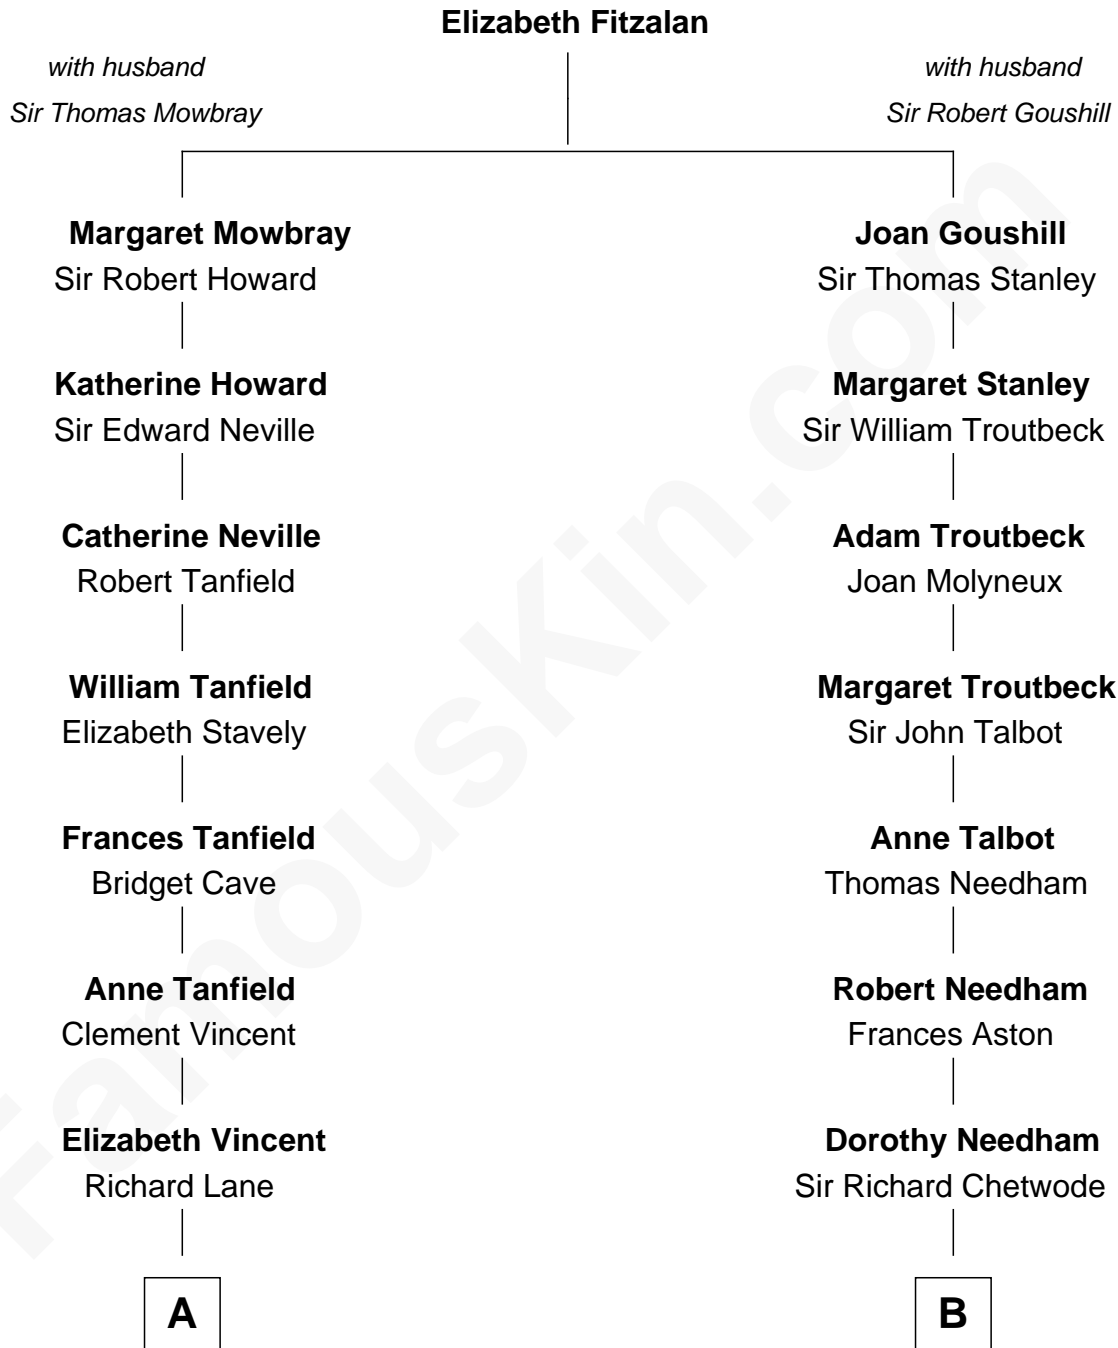 Elizabeth Fitzalan
with husband
Sir Thomas Mowbray
with husband
Sir Robert Goushill
Margaret Mowbray
Sir Robert Howard
Joan Goushill
Sir Thomas Stanley
Katherine Howard
Sir Edward Neville
Margaret Stanley
Sir William Troutbeck
Catherine Neville
Robert Tanfield
Adam Troutbeck
Joan Molyneux
William Tanfield
Elizabeth Stavely
Margaret Troutbeck
Sir John Talbot
Frances Tanfield
Bridget Cave
Anne Talbot
Thomas Needham
Anne Tanfield
Clement Vincent
Robert Needham
Frances Aston
Elizabeth Vincent
Richard Lane
Dorothy Needham
Sir Richard Chetwode
A
B
FamousKin.com